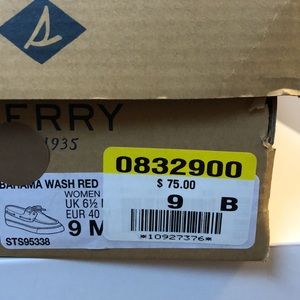 S
ERRY
1935
BAHAMA WASH RED
0832900
WOMEN
$ 75.00
UK 6½
EUR 40
9 M
9 B
STS95338
*10927376*